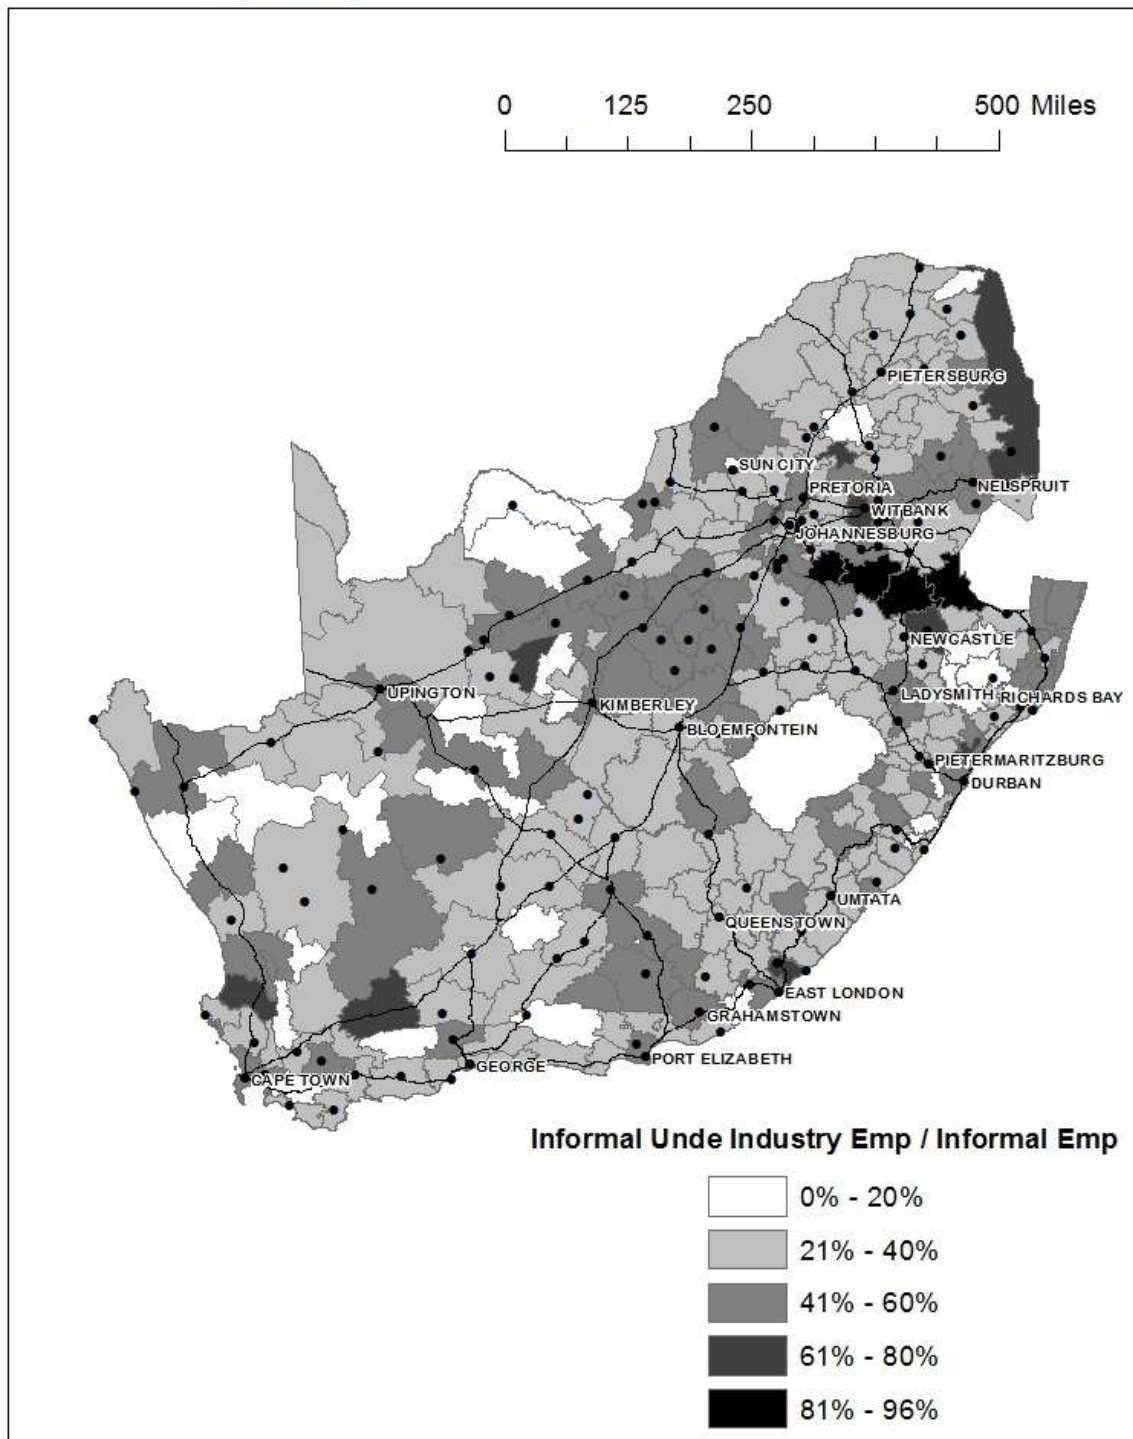 0 125 250 500 Miles
PIETERSBURG
SUN CITY
PRETORIA
NELSPRUIT
WITBANK
JOHANNESBURG
NEWCASTLE
UPINGTON
LADYSMITH
RICHARDS BAY
KIMBERLEY
BLOEMFONTEIN
PIETERMARITZBURG
DURBAN
UMTATA
QUEENSTOWN
EAST LONDON
GRAHAMSTOWN
PORT ELIZABETH
GEORGE
CAPE TOWN
Informal Unde Industry Emp / Informal Emp
0% - 20%
21% - 40%
41% - 60%
61% - 80%
81% - 96%